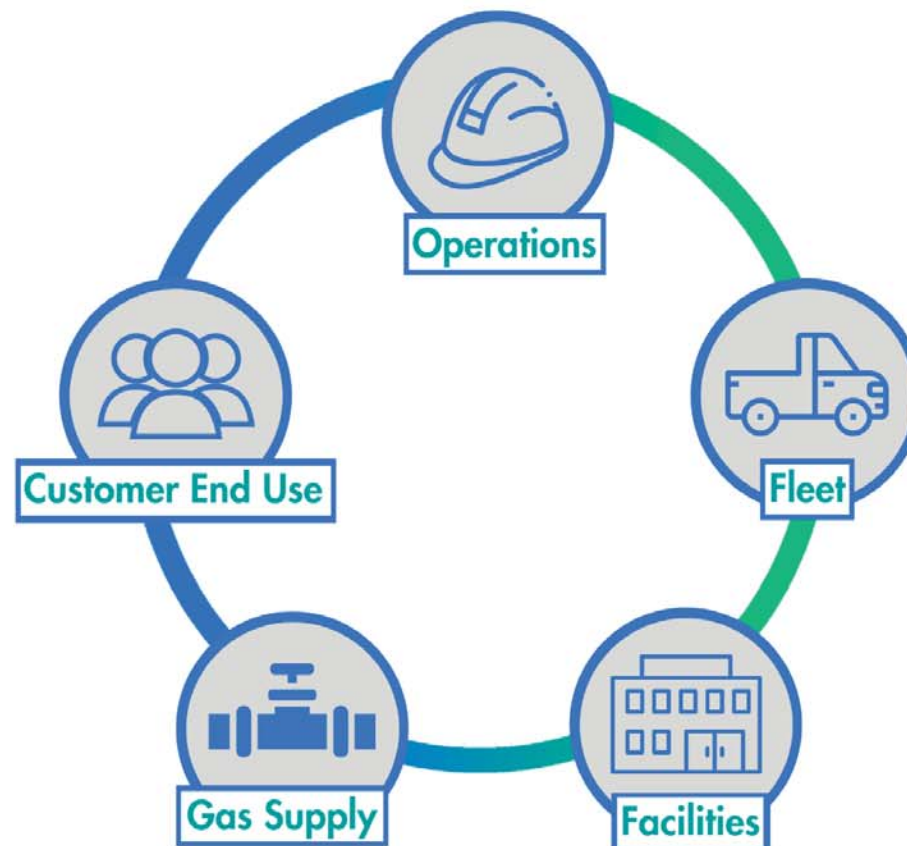 Operations
Customer End Use
Fleet
Gas Supply
Facilities